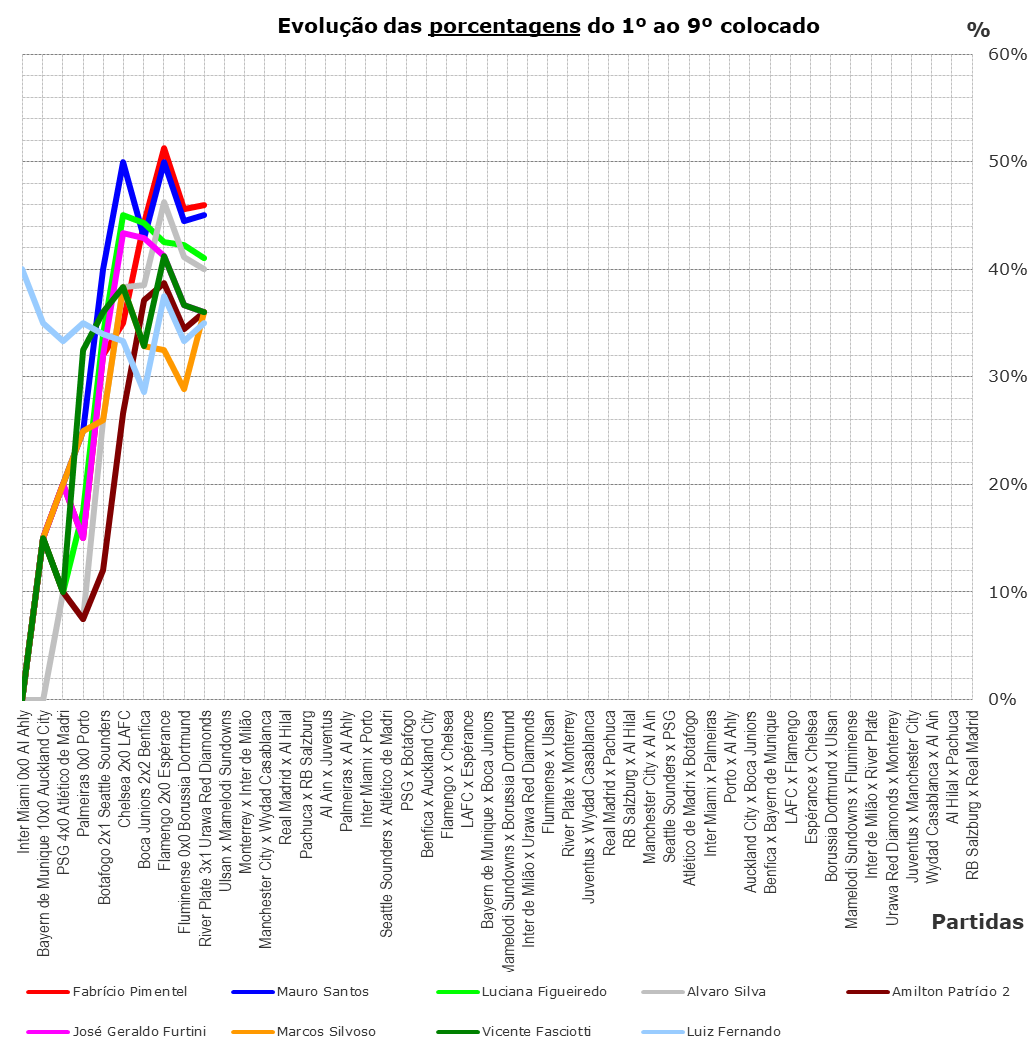 Evolução das porcentagens do 1º ao 9º colocado
%
60%
50%
40%
30%
20%
10%
0%
Inter Miami 0x0 Al Ahly
Bayern de Munique 10x0 Auckland City
PSG 4x0 Atlético de Madri
Palmeiras 0x0 Porto
Botafogo 2x1 Seattle Sounders
Chelsea 2x0 LAFC
Boca Juniors 2x2 Benfica
Flamengo 2x0 Espérance
Fluminense 0x0 Borussia Dortmund
River Plate 3x1 Urawa Red Diamonds
Ulsan x Mamelodi Sundowns
Monterrey x Inter de Milão
Manchester City x Wydad Casablanca
Real Madrid x Al Hilal
Pachuca x RB Salzburg
Al Ain x Juventus
Palmeiras x Al Ahly
Inter Miami x Porto
Seattle Sounders x Atlético de Madri
PSG x Botafogo
Benfica x Auckland City
Flamengo x Chelsea
LAFC x Espérance
Bayern de Munique x Boca Juniors
Mamelodi Sundowns x Borussia Dortmund
Inter de Milão x Urawa Red Diamonds
Fluminense x Ulsan
River Plate x Monterrey
Juventus x Wydad Casablanca
Real Madrid x Pachuca
RB Salzburg x Al Hilal
Manchester City x Al Ain
Seattle Sounders x PSG
Atlético de Madri x Botafogo
Inter Miami x Palmeiras
Porto x Al Ahly
Auckland City x Boca Juniors
Benfica x Bayern de Munique
LAFC x Flamengo
Espérance x Chelsea
Borussia Dortmund x Ulsan
Mamelodi Sundowns x Fluminense
Inter de Milão x River Plate
Urawa Red Diamonds x Monterrey
Juventus x Manchester City
Wydad Casablanca x Al Ain
Al Hilal x Pachuca
RB Salzburg x Real Madrid
Partidas
Fabrício Pimentel Mauro Santos Luciana Figueiredo Alvaro Silva Amilton Patrício 2
José Geraldo Furtini Marcos Silvoso Vicente Fasciotti Luiz Fernando